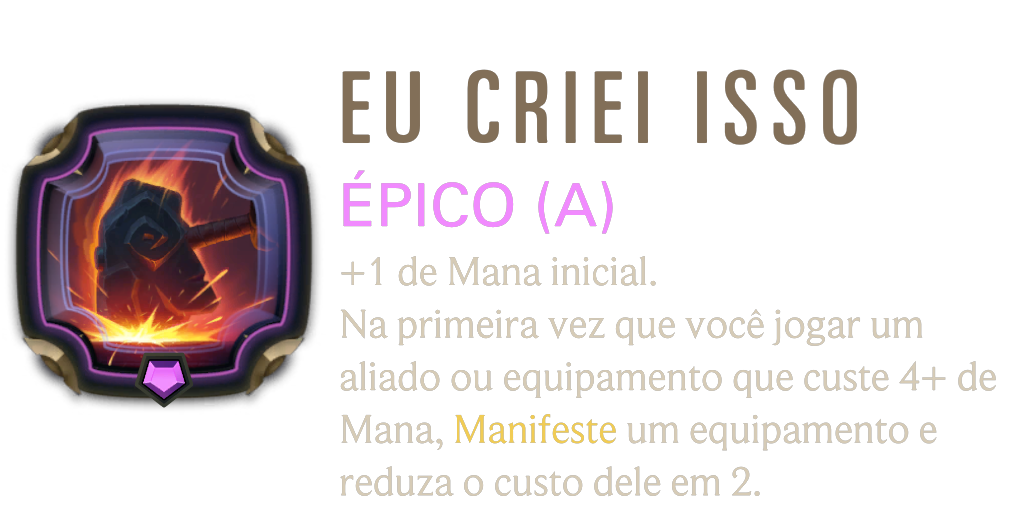 EU CRIEI ISSO
ÉPICO (A)
+1 de Mana inicial.
Na primeira vez que você jogar um
aliado ou equipamento que custe 4+ de
Mana, Manifeste um equipamento e
reduza o custo dele em 2.